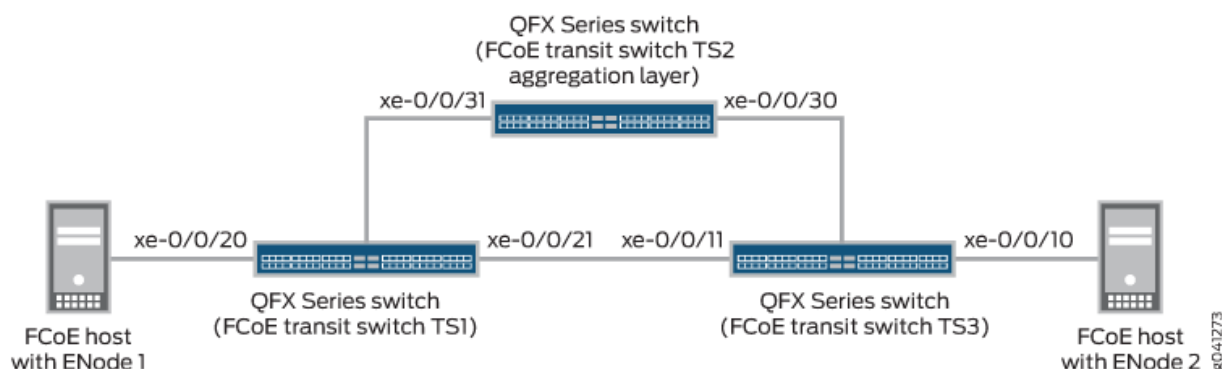 QFX Series switch
(FCoE transit switch TS2
aggregation layer)
xe-0/0/31
xe-0/0/30
xe-0/0/20
xe-0/0/21
xe-0/0/11
xe-0/0/10
QFX Series switch
(FCoE transit switch TS1)
QFX Series switch
(FCoE transit switch TS3)
FCoE host
with ENode 1
FCoE host
with ENode 2
g041273